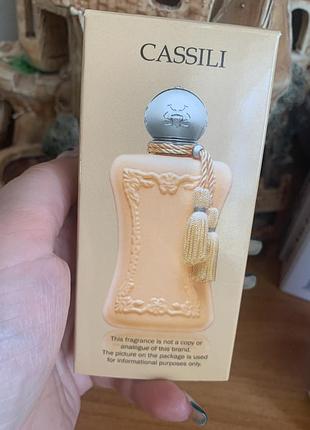 CASSILI
This fragrance is not a copy or
analogue of this brand.
The picture on the package is used
for informational purposes only.